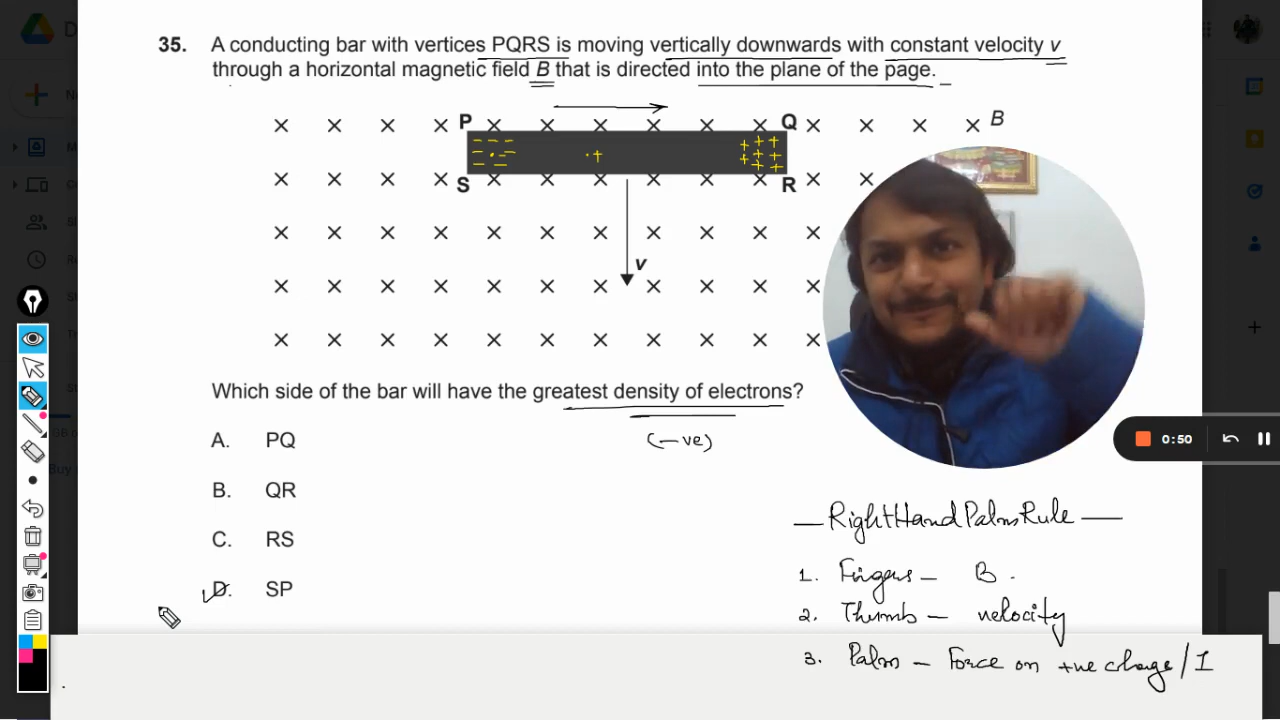 35. A conducting bar with vertices PQRS is moving vertically downwards with constant velocity v
through a horizontal magnetic field B that is directed into the plane of the page.
P Q B
S R
v
Which side of the bar will have the greatest density of electrons?
(-ve)
A. PQ
B. QR
C. RS
D. SP
0:50
— Right Hand Palm Rule —
1. Fingers — B.
2. Thumb — velocity
3. Palm — Force on +ve charge / I